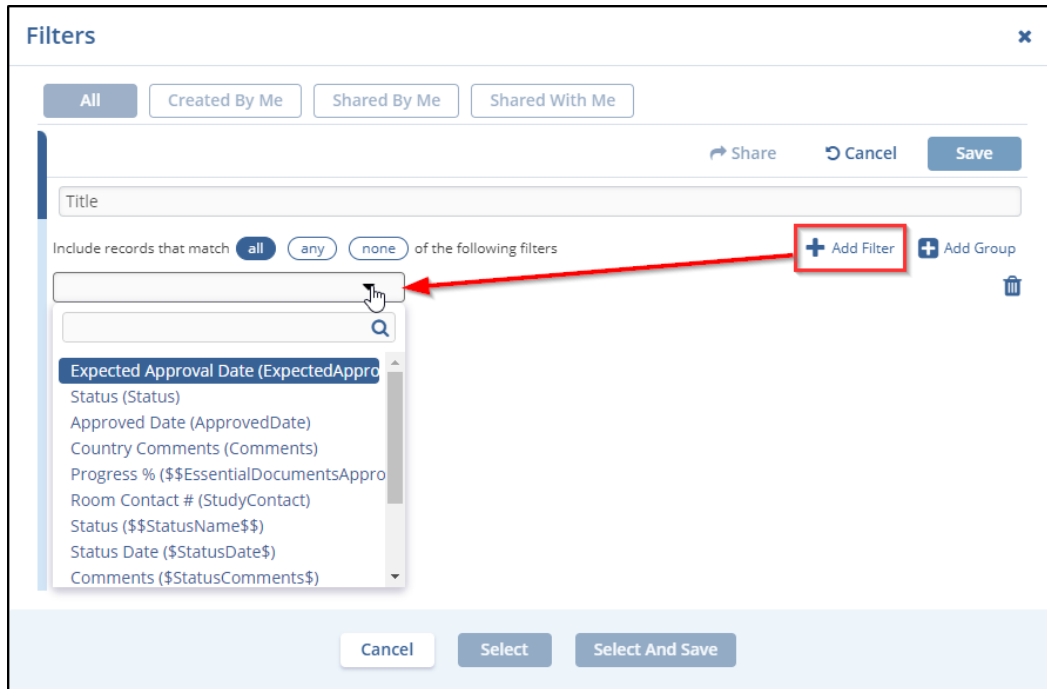 Filters
All Created By Me Shared By Me Shared With Me
Share Cancel Save
Title
Include records that match all any none of the following filters Add Filter Add Group
Expected Approval Date (ExpectedAppro
Status (Status)
Approved Date (ApprovedDate)
Country Comments (Comments)
Progress % ($$EssentialDocumentsAppro
Room Contact # (StudyContact)
Status ($$StatusName$$)
Status Date ($StatusDate$)
Comments ($StatusComments$)
Cancel Select Select And Save